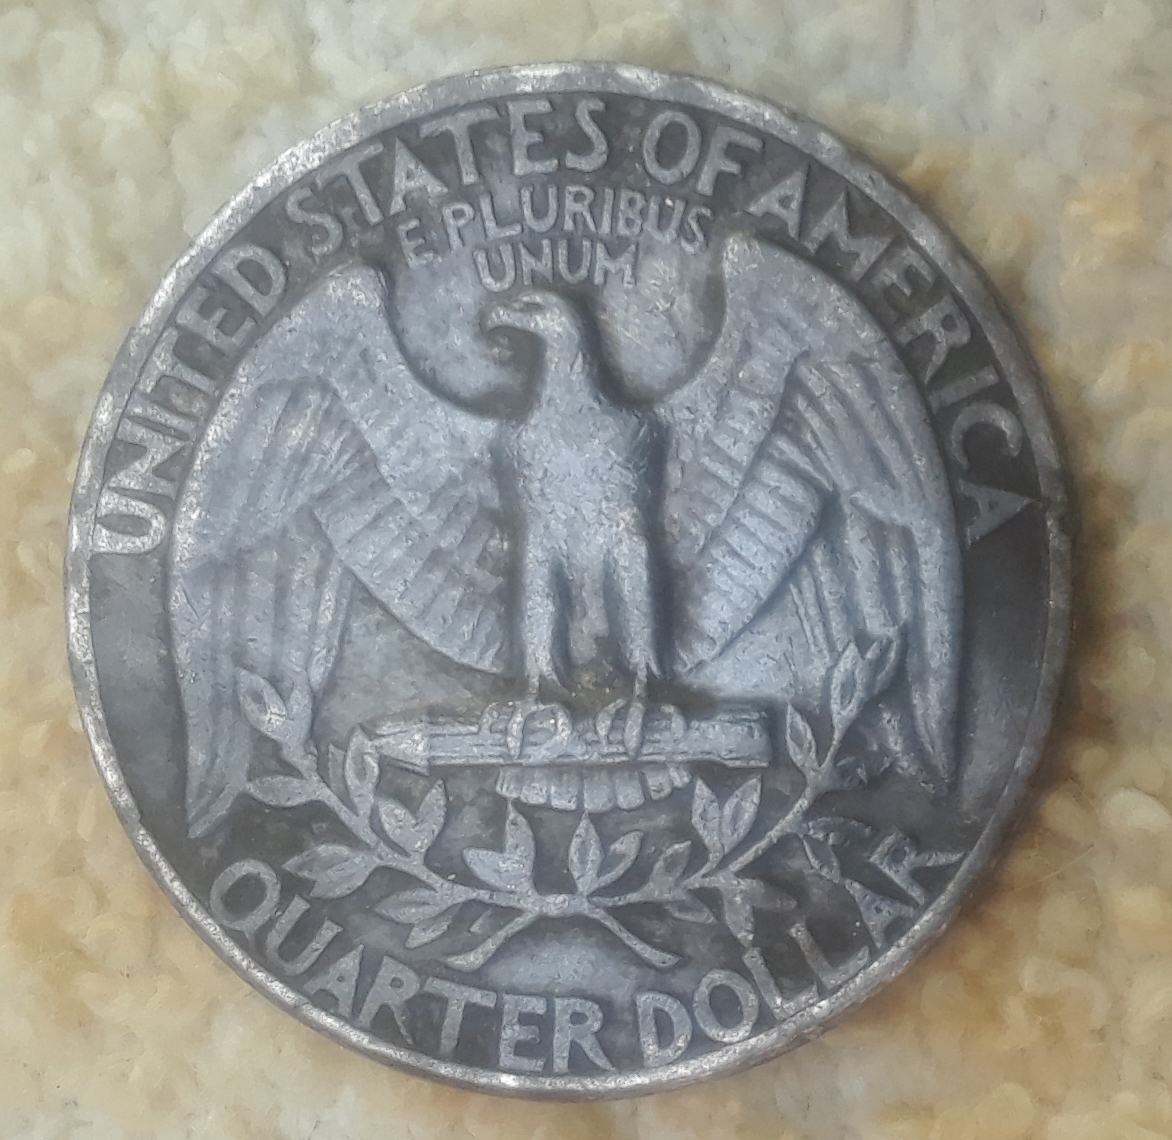 UNITED STATES OF AMERICA
E PLURIBUS
UNUM
QUARTER DOLLAR